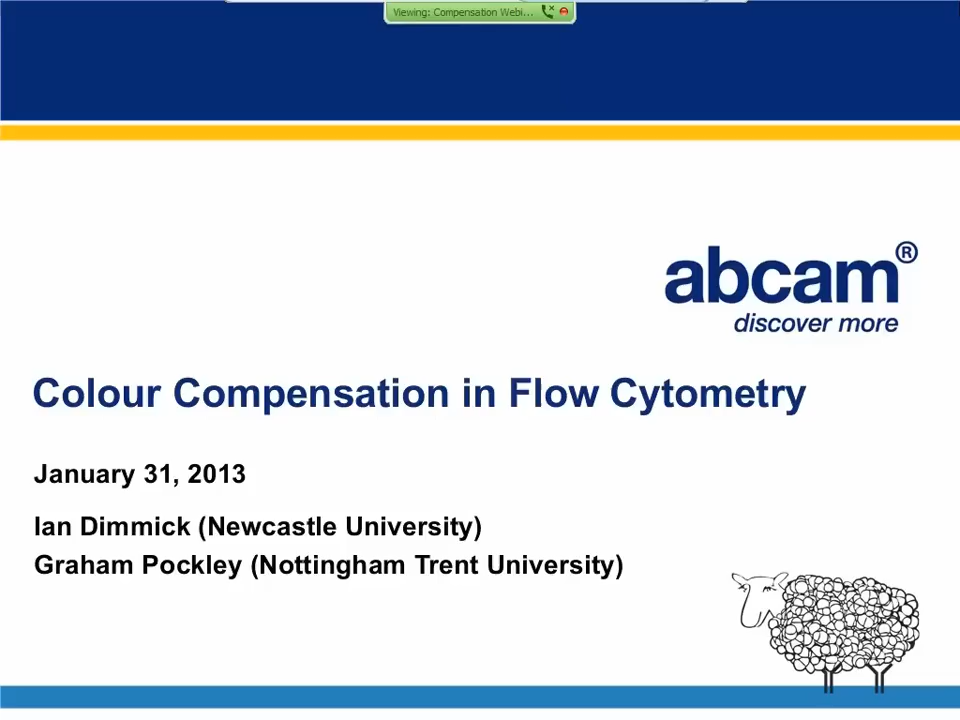 Viewing: Compensation Webi...
abcam®
discover more
Colour Compensation in Flow Cytometry
January 31, 2013
Ian Dimmick (Newcastle University)
Graham Pockley (Nottingham Trent University)